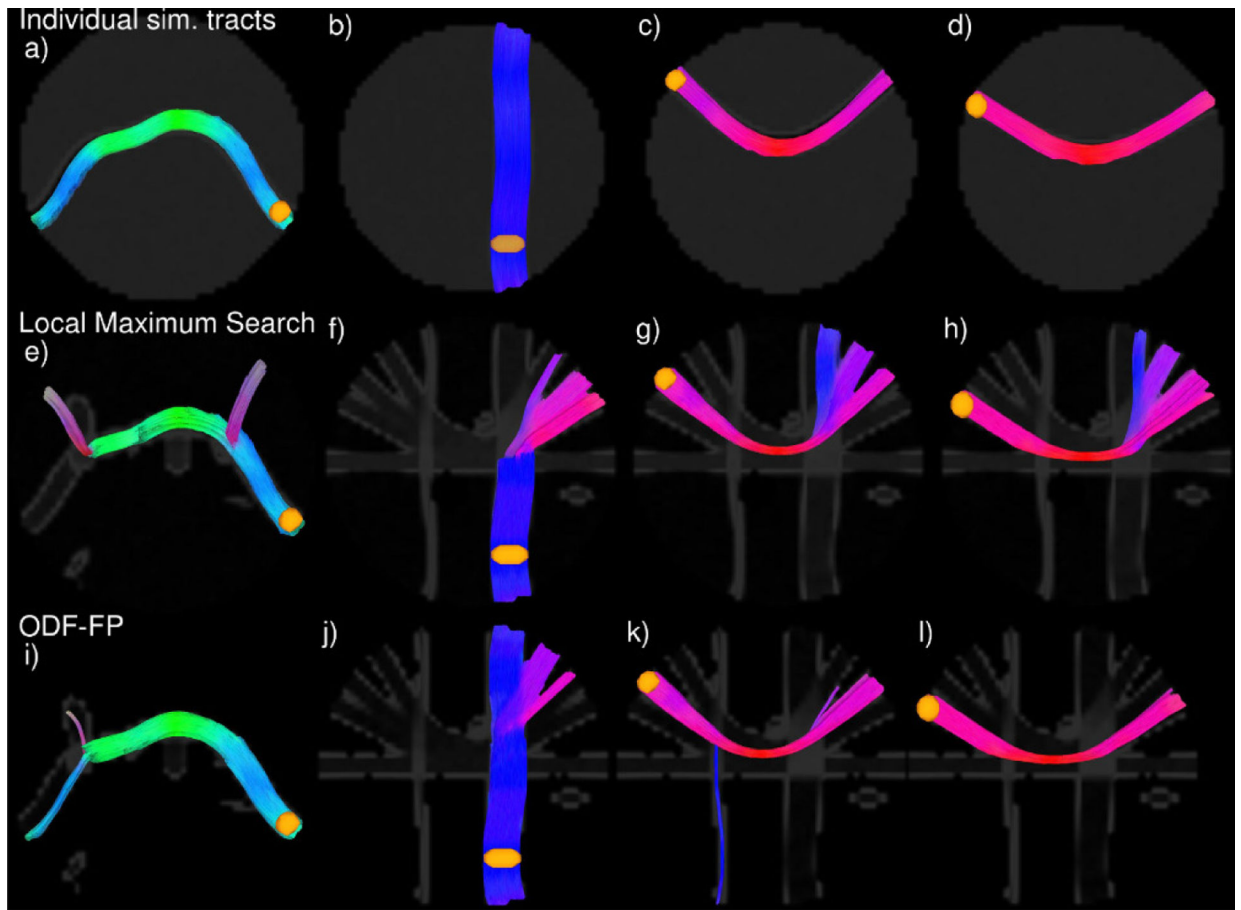 Individual sim. tracts
a) b) c) d)
Local Maximum Search
e) f) g) h)
ODF-FP
i) j) k) l)